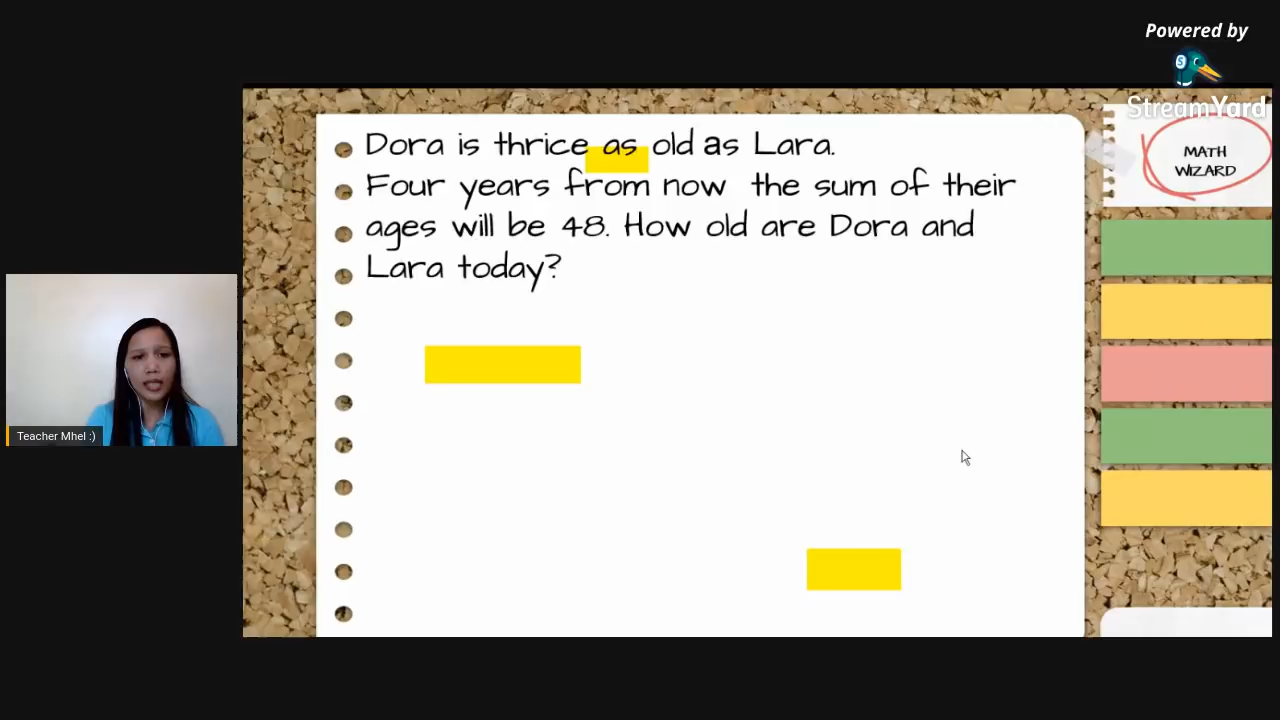 Powered by
StreamYard
Dora is thrice as old as Lara.
Four years from now the sum of their
ages will be 48. How old are Dora and
Lara today?
MATH
WIZARD
Teacher Mhel :)